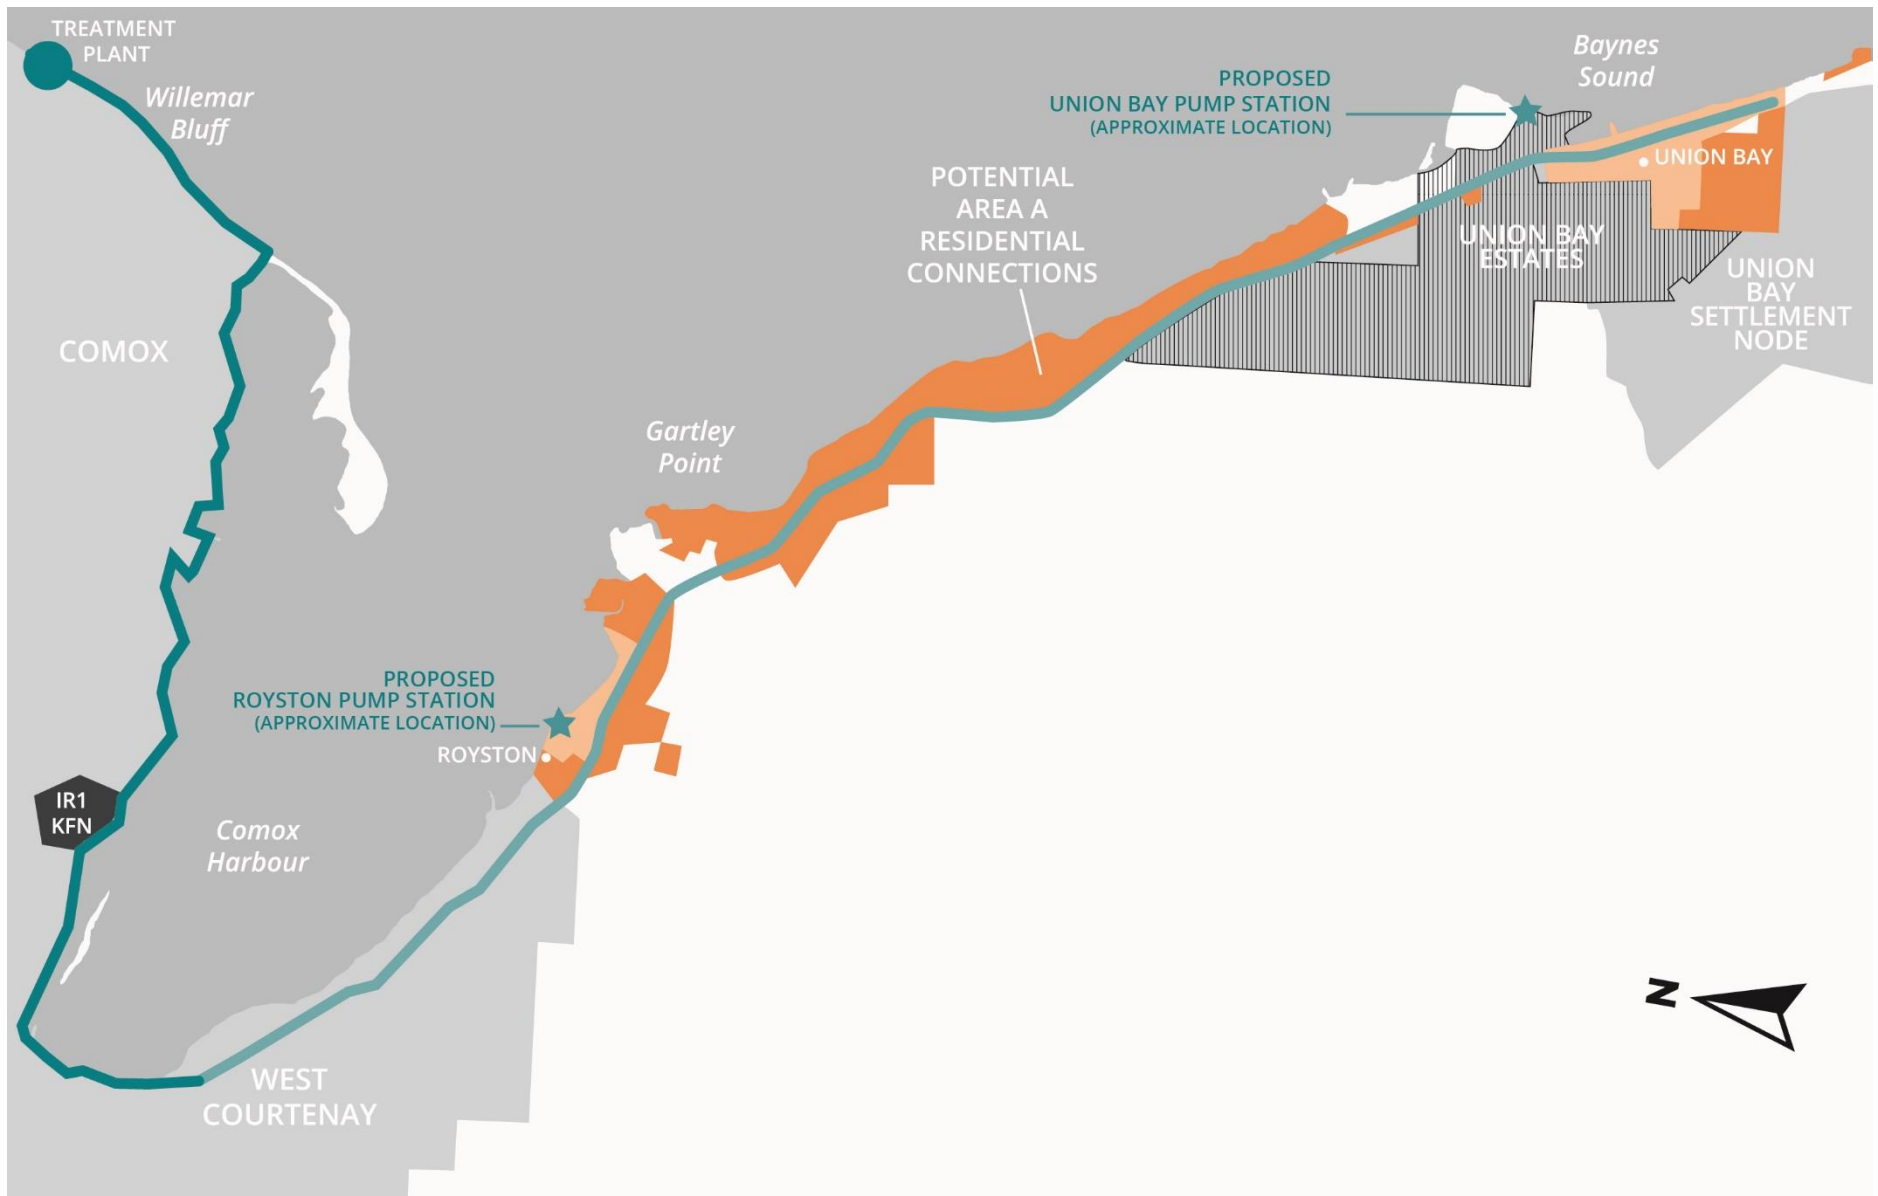 TREATMENT
PLANT
Willemar
Bluff
Baynes
Sound
PROPOSED
UNION BAY PUMP STATION
(APPROXIMATE LOCATION)
UNION BAY
POTENTIAL
AREA A
RESIDENTIAL
CONNECTIONS
UNION BAY
ESTATES
UNION
BAY
SETTLEMENT
NODE
COMOX
Gartley
Point
PROPOSED
ROYSTON PUMP STATION
(APPROXIMATE LOCATION)
ROYSTON
IR1
KFN
Comox
Harbour
N
WEST
COURTENAY